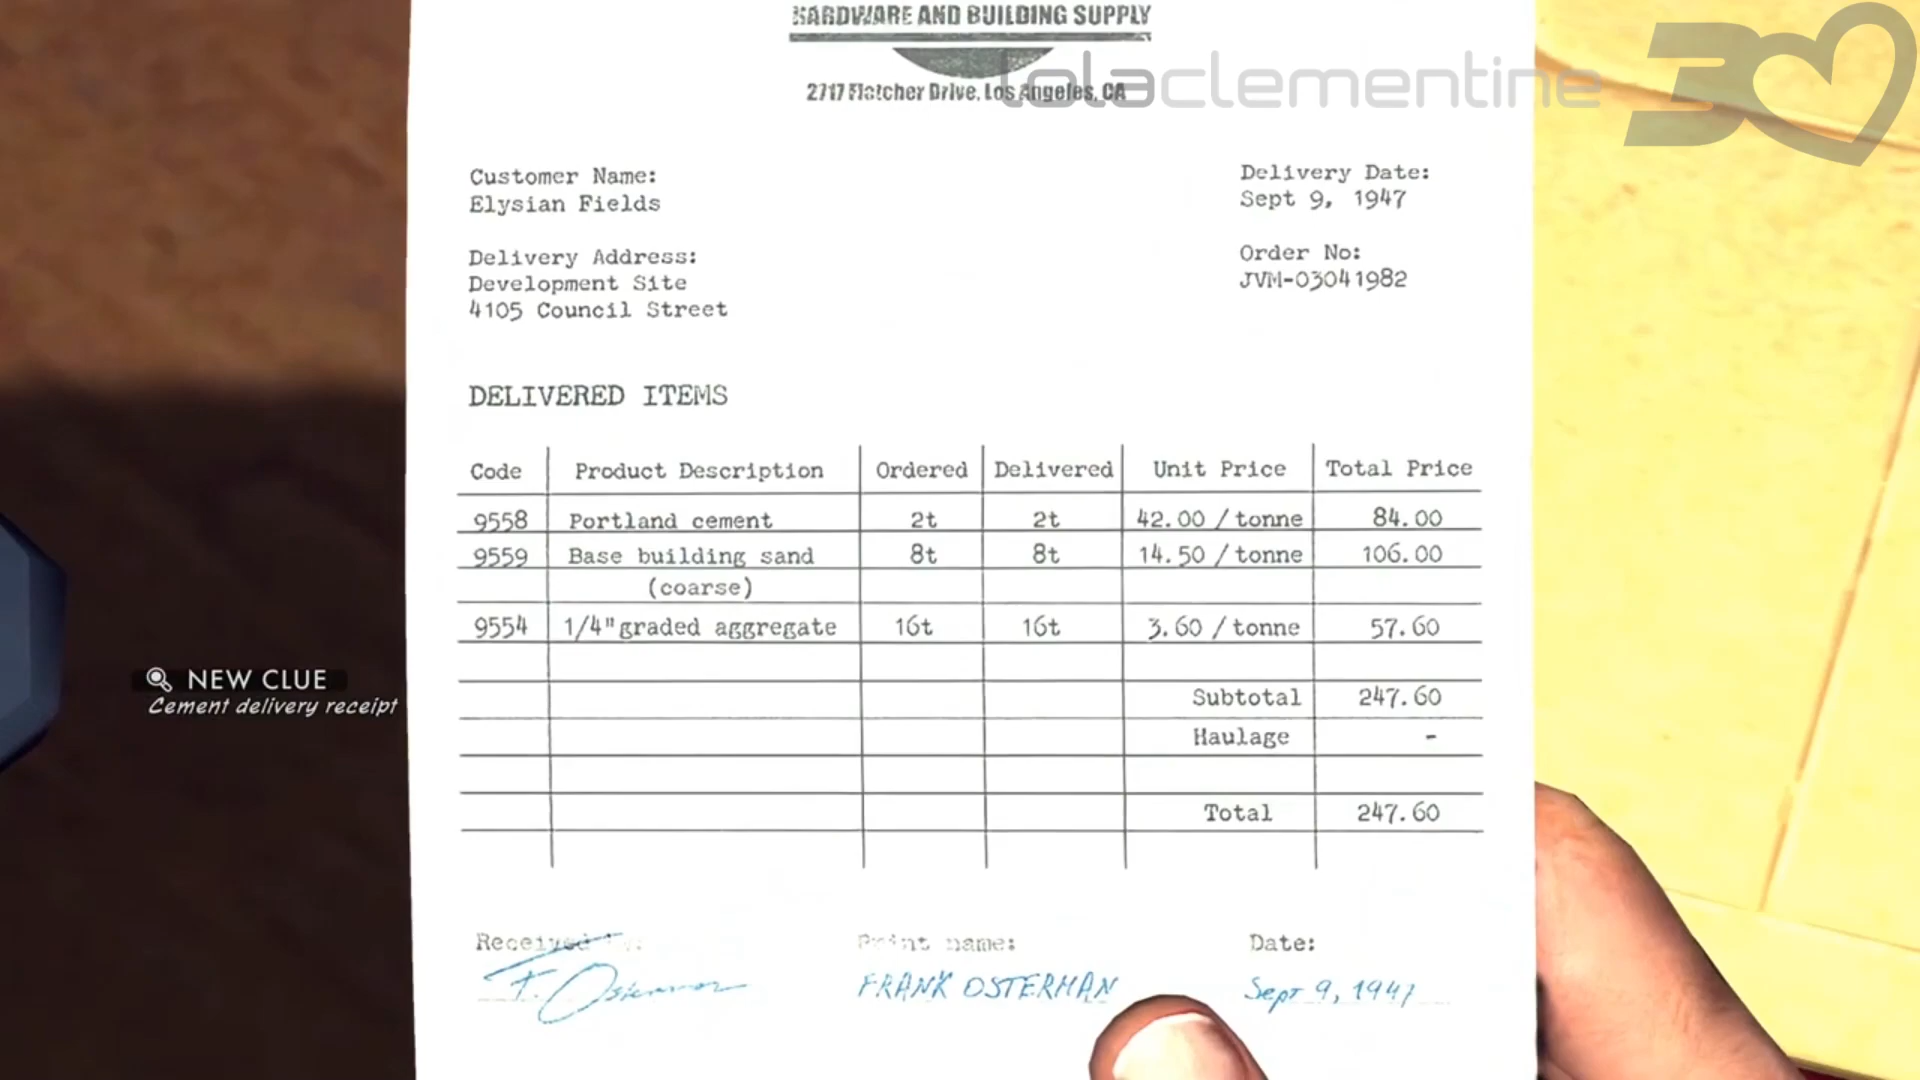 HARDWARE AND BUILDING SUPPLY
2717 Fletcher Drive, Los Angeles, CA
lolaclementine
Customer Name:
Elysian Fields
Delivery Date:
Sept 9, 1947
Delivery Address:
Development Site
4105 Council Street
Order No:
JVM-03041982
DELIVERED ITEMS
Code Product Description Ordered Delivered Unit Price Total Price
9558 Portland cement 2t 2t 42.00 / tonne 84.00
9559 Base building sand 8t 8t 14.50 / tonne 106.00
(coarse)
9554 1/4" graded aggregate 16t 16t 3.60 / tonne 57.60
Subtotal 247.60
Haulage -
Total 247.60
NEW CLUE
Cement delivery receipt
Received by: Print name: Date:
F. Osterman FRANK OSTERMAN Sept 9, 1947